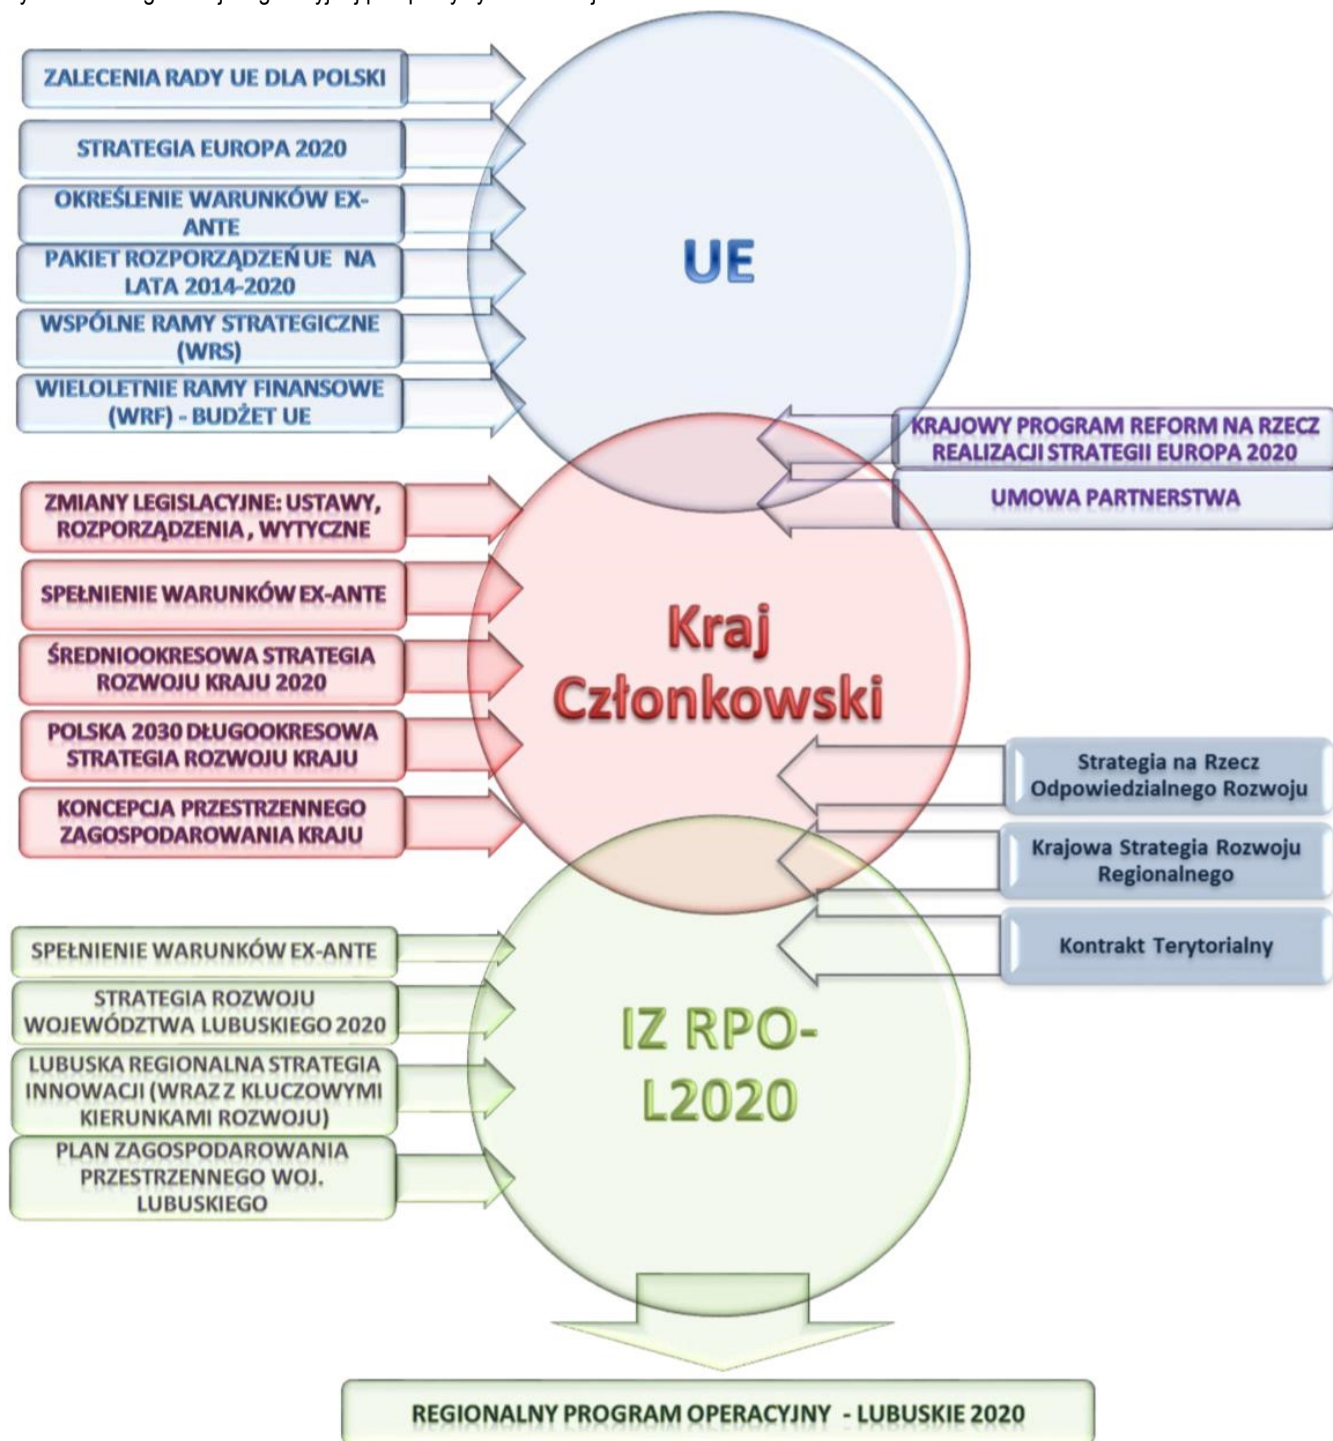 ZALECENIA RADY UE DLA POLSKI
STRATEGIA EUROPA 2020
OKREŚLENIE WARUNKÓW EX-
ANTE
PAKIET ROZPORZĄDZEŃ UE NA
LATA 2014-2020
WSPÓLNE RAMY STRATEGICZNE
(WRS)
WIELOLETNIE RAMY FINANSOWE
(WRF) - BUDŻET UE
UE
KRAJOWY PROGRAM REFORM NA RZECZ
REALIZACJI STRATEGII EUROPA 2020
UMOWA PARTNERSTWA
ZMIANY LEGISLACYJNE: USTAWY,
ROZPORZĄDZENIA , WYTYCZNE
SPEŁNIENIE WARUNKÓW EX-ANTE
ŚREDNIOOKRESOWA STRATEGIA
ROZWOJU KRAJU 2020
POLSKA 2030 DŁUGOOKRESOWA
STRATEGIA ROZWOJU KRAJU
KONCEPCJA PRZESTRZENNEGO
ZAGOSPODAROWANIA KRAJU
Kraj
Członkowski
Strategia na Rzecz
Odpowiedzialnego Rozwoju
Krajowa Strategia Rozwoju
Regionalnego
Kontrakt Terytorialny
SPEŁNIENIE WARUNKÓW EX-ANTE
STRATEGIA ROZWOJU
WOJEWÓDZTWA LUBUSKIEGO 2020
LUBUSKA REGIONALNA STRATEGIA
INNOWACJI (WRAZ Z KLUCZOWYMI
KIERUNKAMI ROZWOJU)
PLAN ZAGOSPODAROWANIA
PRZESTRZENNEGO WOJ.
LUBUSKIEGO
IZ RPO-
L2020
REGIONALNY PROGRAM OPERACYJNY - LUBUSKIE 2020